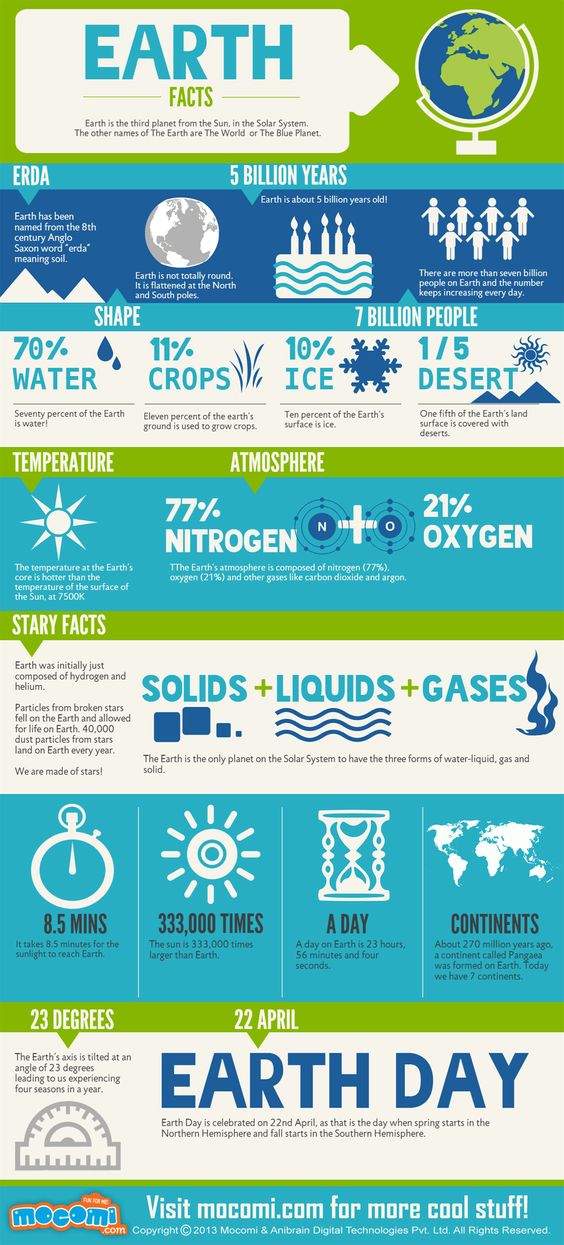 EARTH
FACTS
Earth is the third planet from the Sun, in the Solar System.
The other names of The Earth are The World or The Blue Planet.
ERDA
Earth has been
named from the 8th
century Anglo
Saxon word "erda"
meaning soil.
Earth is not totally round.
It is flattened at the North
and South poles.
SHAPE
5 BILLION YEARS
Earth is about 5 billion years old!
There are more than seven billion
people on Earth and the number
keeps increasing every day.
7 BILLION PEOPLE
70%
WATER
Seventy percent of the Earth
is water!
11%
CROPS
Eleven percent of the earth's
ground is used to grow crops.
10%
ICE
Ten percent of the Earth's
surface is ice.
1/5
DESERT
One fifth of the Earth's land
surface is covered with
deserts.
TEMPERATURE
The temperature at the Earth's
core is hotter than the
temperature of the surface of
the Sun, at 7500K
ATMOSPHERE
77%
NITROGEN
N
+
O
21%
OXYGEN
TThe Earth's atmosphere is composed of nitrogen (77%),
oxygen (21%) and other gases like carbon dioxide and argon.
STARY FACTS
Earth was initially just
composed of hydrogen and
helium.
Particles from broken stars
fell on the Earth and allowed
for life on Earth. 40,000
dust particles from stars
land on Earth every year.
We are made of stars!
SOLIDS + LIQUIDS + GASES
The Earth is the only planet on the Solar System to have the three forms of water-liquid, gas and
solid.
8.5 MINS
It takes 8.5 minutes for the
sunlight to reach Earth.
333,000 TIMES
The sun is 333,000 times
larger than Earth.
A DAY
A day on Earth is 23 hours,
56 minutes and four
seconds.
CONTINENTS
About 270 million years ago,
a continent called Pangaea
was formed on Earth. Today
we have 7 continents.
23 DEGREES
The Earth's axis is tilted at an
angle of 23 degrees
leading to us experiencing
four seasons in a year.
22 APRIL
EARTH DAY
Earth Day is celebrated on 22nd April, as that is the day when spring starts in the
Northern Hemisphere and fall starts in the Southern Hemisphere.
FUN FOR ME!
mocomi.com
Visit mocomi.com for more cool stuff!
Copyright © 2013 Mocomi & Anibrain Digital Technologies Pvt. Ltd. All Rights Reserved.